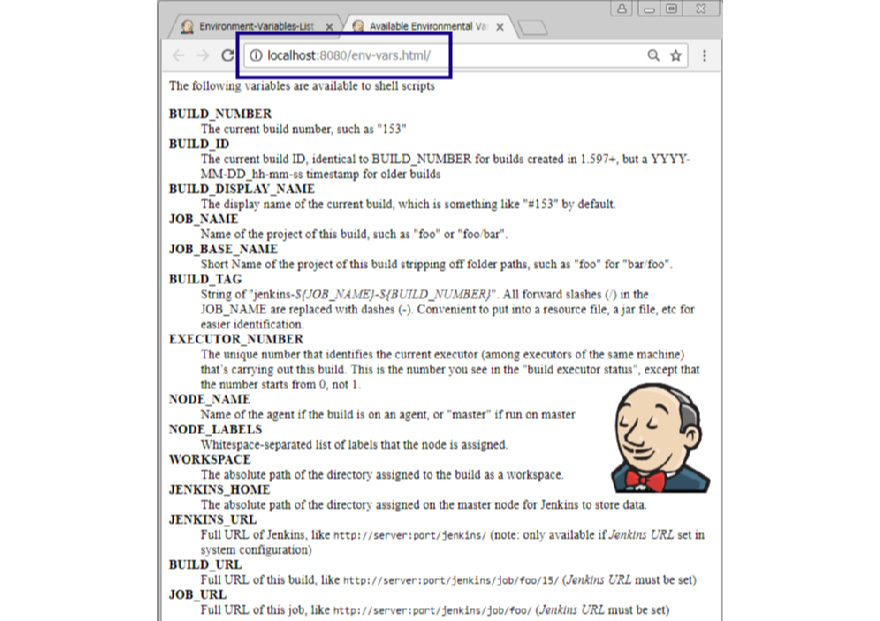 Environment-Variables-List
Available Environmental Va
localhost:8080/env-vars.html/
The following variables are available to shell scripts
BUILD_NUMBER
The current build number, such as "153"
BUILD_ID
The current build ID, identical to BUILD_NUMBER for builds created in 1.597+, but a YYYY-
MM-DD_hh-mm-ss timestamp for older builds
BUILD_DISPLAY_NAME
The display name of the current build, which is something like "#153" by default.
JOB_NAME
Name of the project of this build, such as "foo" or "foo/bar".
JOB_BASE_NAME
Short Name of the project of this build stripping off folder paths, such as "foo" for "bar/foo".
BUILD_TAG
String of "jenkins-${JOB_NAME}-${BUILD_NUMBER}". All forward slashes (/) in the
JOB_NAME are replaced with dashes (-). Convenient to put into a resource file, a jar file, etc for
easier identification.
EXECUTOR_NUMBER
The unique number that identifies the current executor (among executors of the same machine)
that's carrying out this build. This is the number you see in the "build executor status", except that
the number starts from 0, not 1.
NODE_NAME
Name of the agent if the build is on an agent, or "master" if run on master
NODE_LABELS
Whitespace-separated list of labels that the node is assigned.
WORKSPACE
The absolute path of the directory assigned to the build as a workspace.
JENKINS_HOME
The absolute path of the directory assigned on the master node for Jenkins to store data.
JENKINS_URL
Full URL of Jenkins, like http://server:port/jenkins/ (note: only available if Jenkins URL set in
system configuration)
BUILD_URL
Full URL of this build, like http://server:port/jenkins/job/foo/15/ (Jenkins URL must be set)
JOB_URL
Full URL of this job, like http://server:port/jenkins/job/foo/ (Jenkins URL must be set)